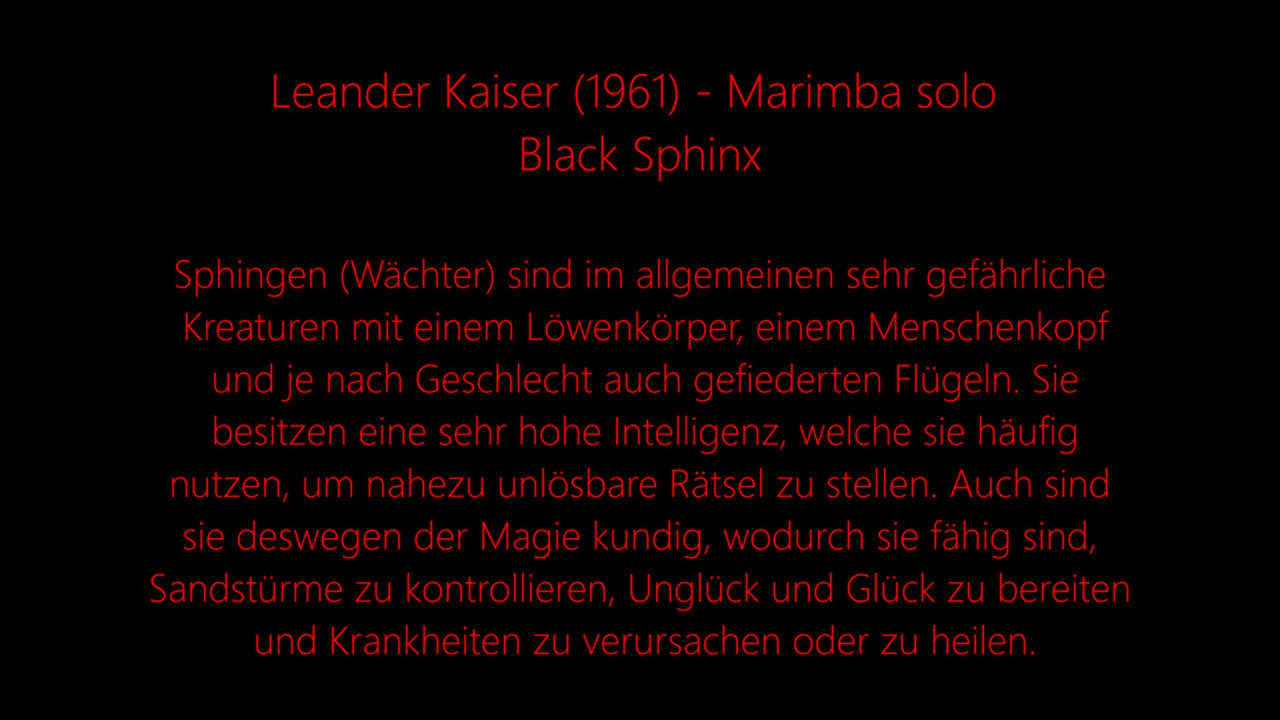 Leander Kaiser (1961) - Marimba solo
Black Sphinx
Sphingen (Wächter) sind im allgemeinen sehr gefährliche
Kreaturen mit einem Löwenkörper, einem Menschenkopf
und je nach Geschlecht auch gefiederten Flügeln. Sie
besitzen eine sehr hohe Intelligenz, welche sie häufig
nutzen, um nahezu unlösbare Rätsel zu stellen. Auch sind
sie deswegen der Magie kundig, wodurch sie fähig sind,
Sandstürme zu kontrollieren, Unglück und Glück zu bereiten
und Krankheiten zu verursachen oder zu heilen.